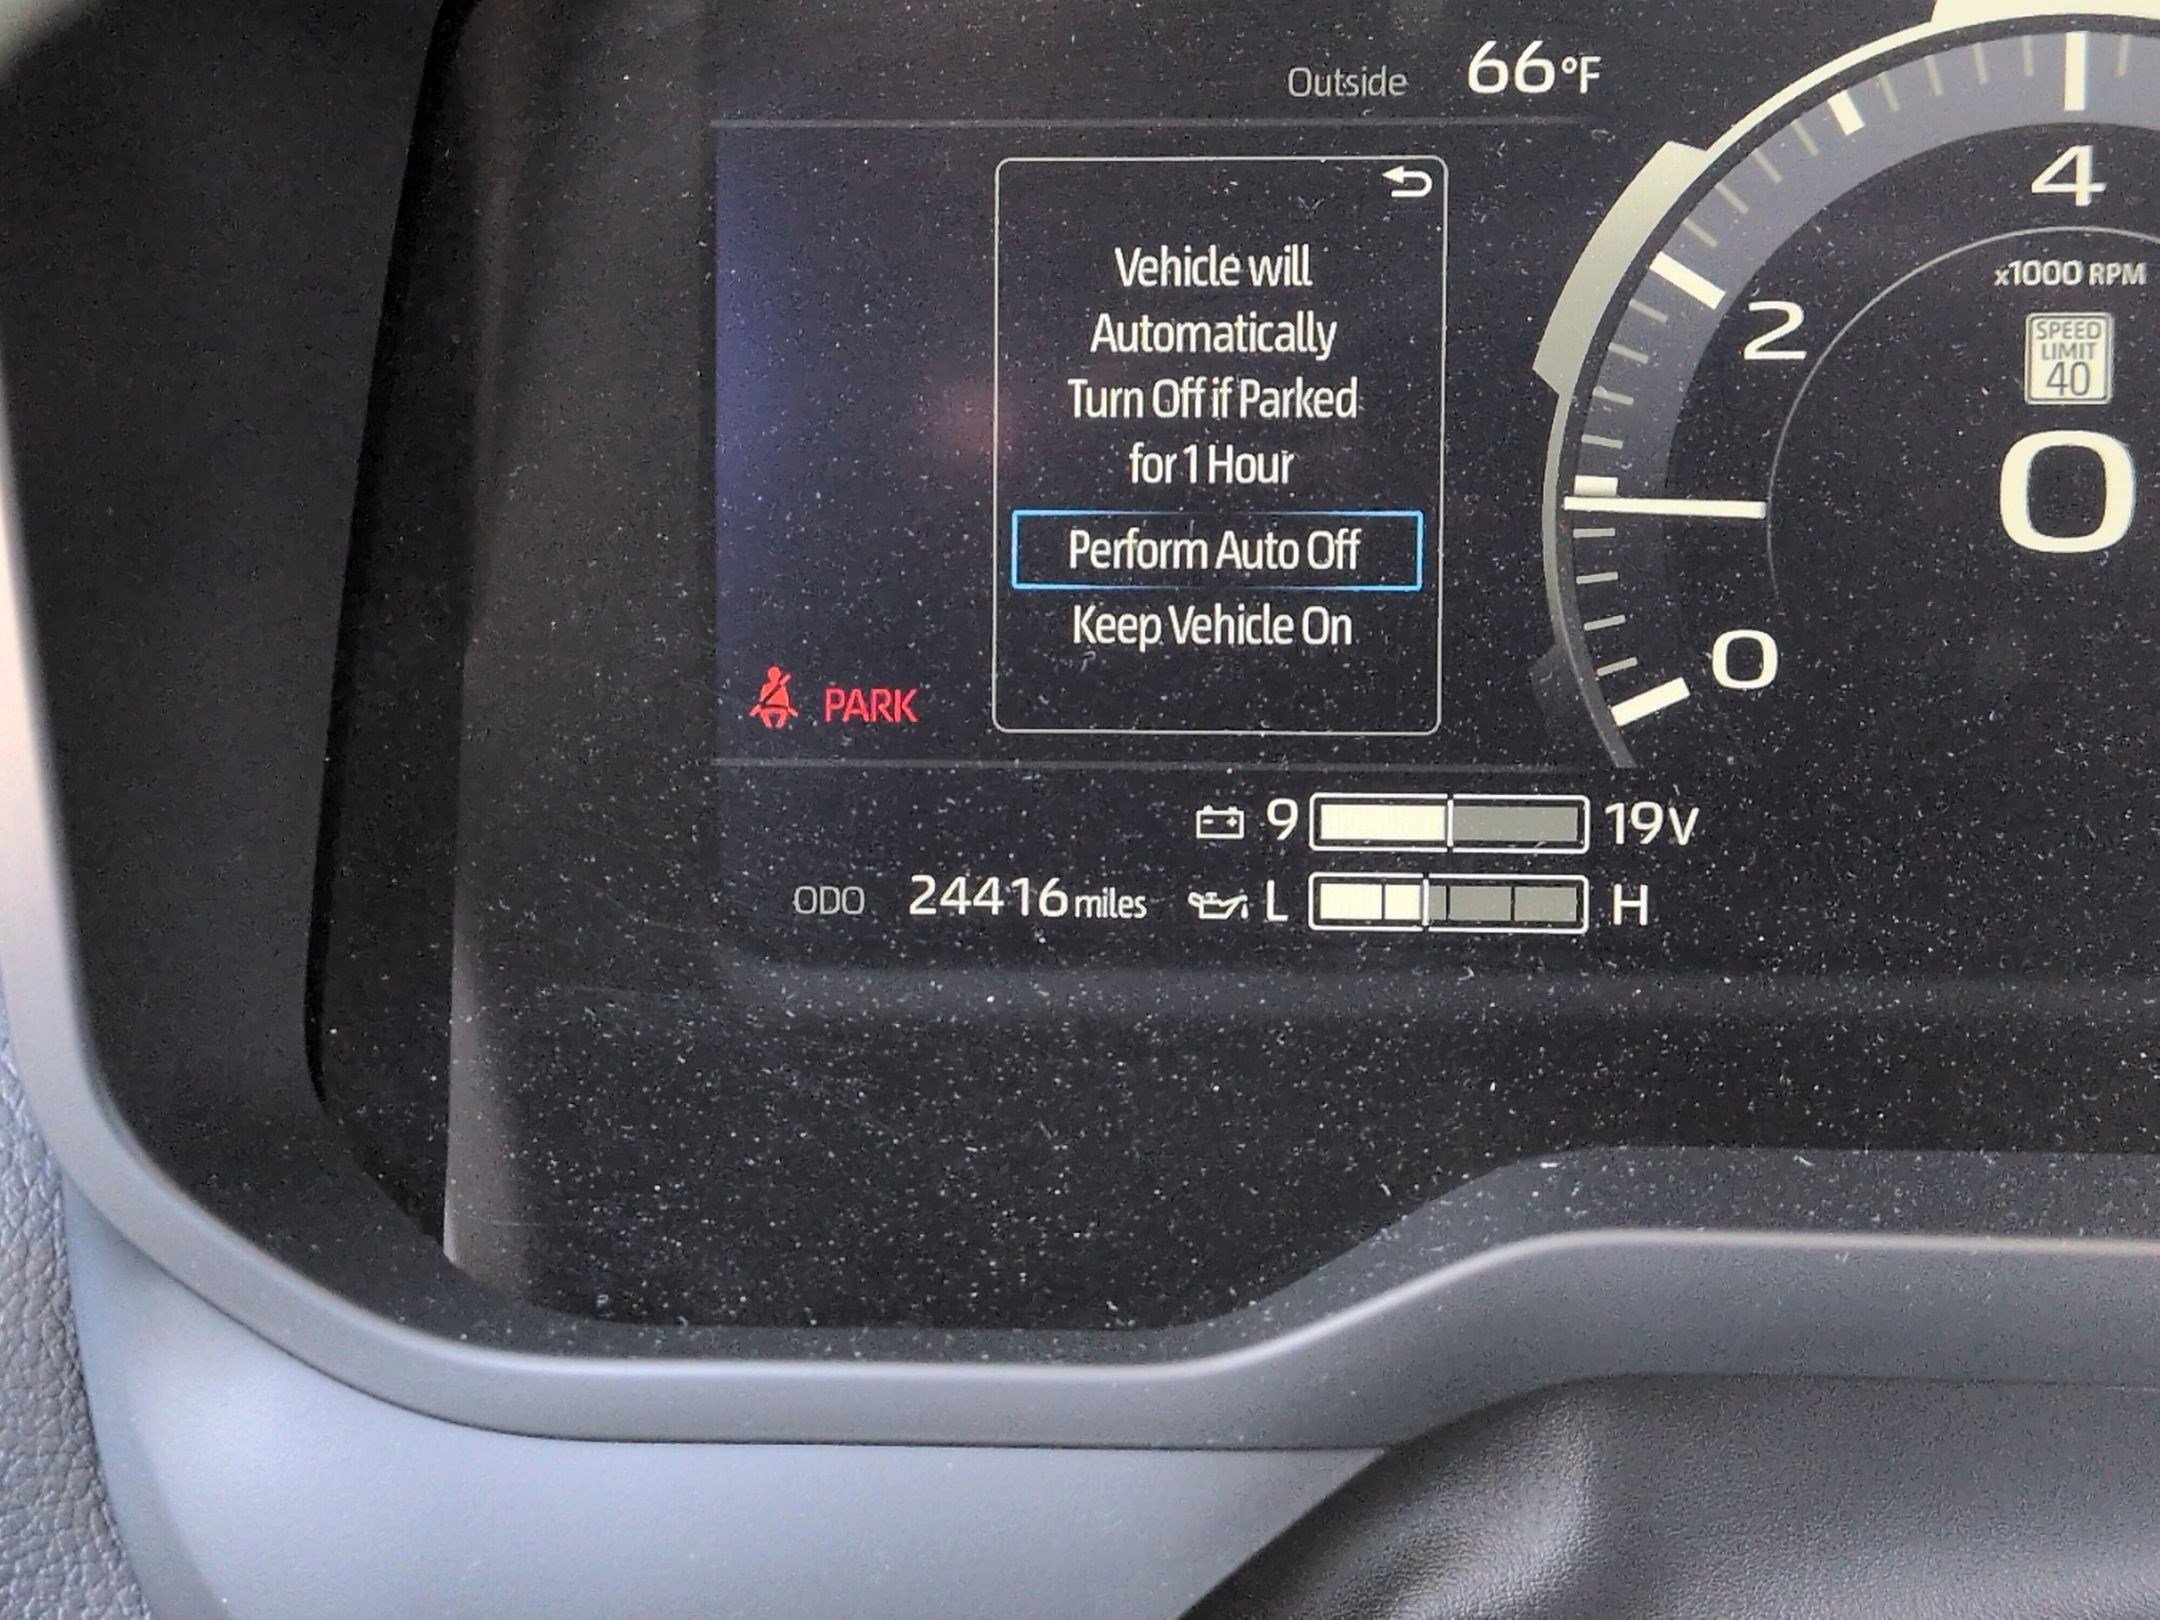 Outside 66°F
Vehicle will
Automatically
Turn Off if Parked
for 1 Hour
Perform Auto Off
Keep Vehicle On
PARK
9 19V
ODO 24416 miles L H
4
x1000 RPM
2
SPEED
LIMIT
40
0
0